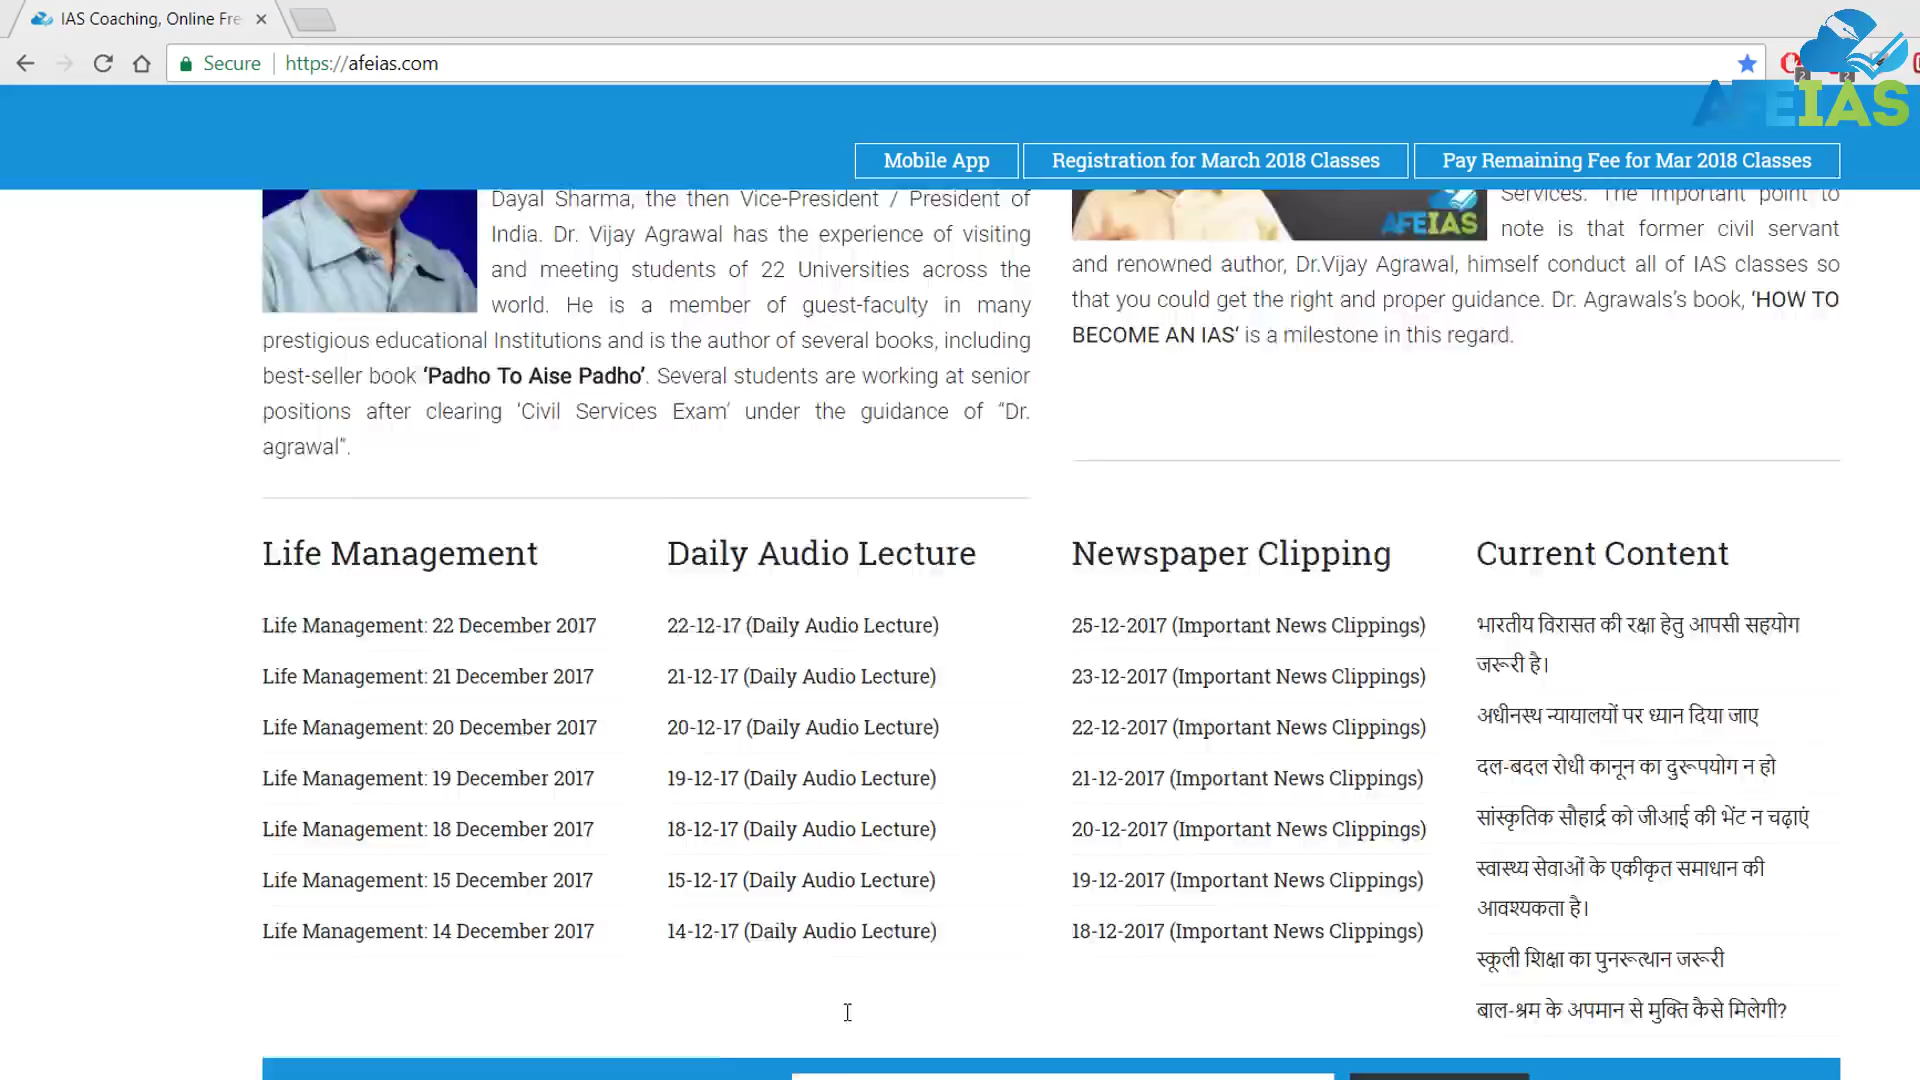 IAS Coaching, Online Fre
Secure
https://afeias.com
AFEIAS
Mobile App
Registration for March 2018 Classes
Pay Remaining Fee for Mar 2018 Classes
Dayal Sharma, the then Vice-President / President of
India. Dr. Vijay Agrawal has the experience of visiting
and meeting students of 22 Universities across the
world. He is a member of guest-faculty in many
prestigious educational Institutions and is the author of several books, including
best-seller book ‘Padho To Aise Padho’. Several students are working at senior
positions after clearing ‘Civil Services Exam’ under the guidance of “Dr.
agrawal”.
AFEIAS
Services. The important point to
note is that former civil servant
and renowned author, Dr.Vijay Agrawal, himself conduct all of IAS classes so
that you could get the right and proper guidance. Dr. Agrawals’s book, ‘HOW TO
BECOME AN IAS‘ is a milestone in this regard.
Life Management
Life Management: 22 December 2017
Life Management: 21 December 2017
Life Management: 20 December 2017
Life Management: 19 December 2017
Life Management: 18 December 2017
Life Management: 15 December 2017
Life Management: 14 December 2017
Daily Audio Lecture
22-12-17 (Daily Audio Lecture)
21-12-17 (Daily Audio Lecture)
20-12-17 (Daily Audio Lecture)
19-12-17 (Daily Audio Lecture)
18-12-17 (Daily Audio Lecture)
15-12-17 (Daily Audio Lecture)
14-12-17 (Daily Audio Lecture)
Newspaper Clipping
25-12-2017 (Important News Clippings)
23-12-2017 (Important News Clippings)
22-12-2017 (Important News Clippings)
21-12-2017 (Important News Clippings)
20-12-2017 (Important News Clippings)
19-12-2017 (Important News Clippings)
18-12-2017 (Important News Clippings)
Current Content
भारतीय विरासत की रक्षा हेतु आपसी सहयोग
जरूरी है।
अधीनस्थ न्यायालयों पर ध्यान दिया जाए
दल-बदल रोधी कानून का दुरूपयोग न हो
सांस्कृतिक सौहार्द्र को जीआई की भेंट न चढ़ाएं
स्वास्थ्य सेवाओं के एकीकृत समाधान की
आवश्यकता है।
स्कूली शिक्षा का पुनरूत्थान जरूरी
बाल-श्रम के अपमान से मुक्ति कैसे मिलेगी?